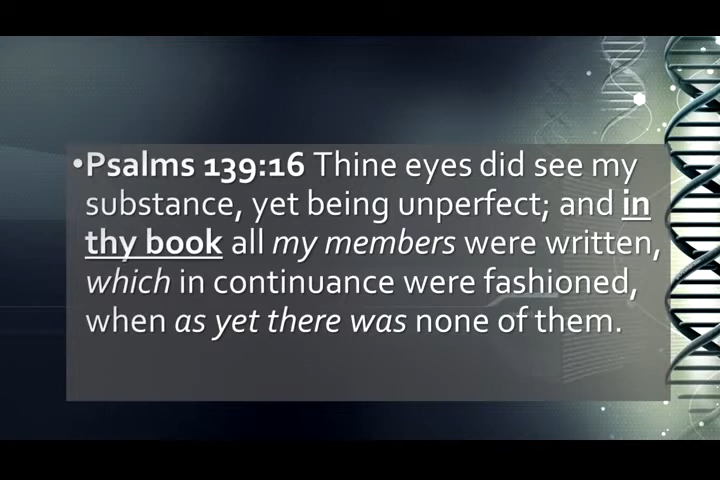 •Psalms 139:16 Thine eyes did see my
substance, yet being unperfect; and in
thy book all my members were written,
which in continuance were fashioned,
when as yet there was none of them.